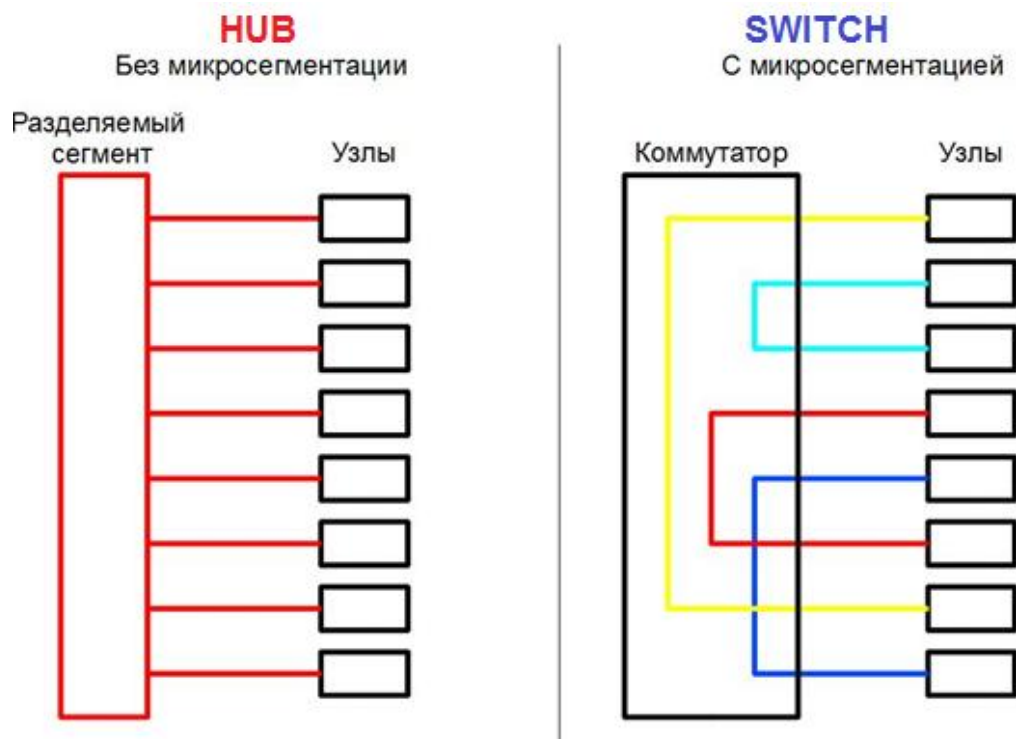 HUB
Без микросегментации
Разделяемый
сегмент
Узлы
SWITCH
С микросегментацией
Коммутатор
Узлы